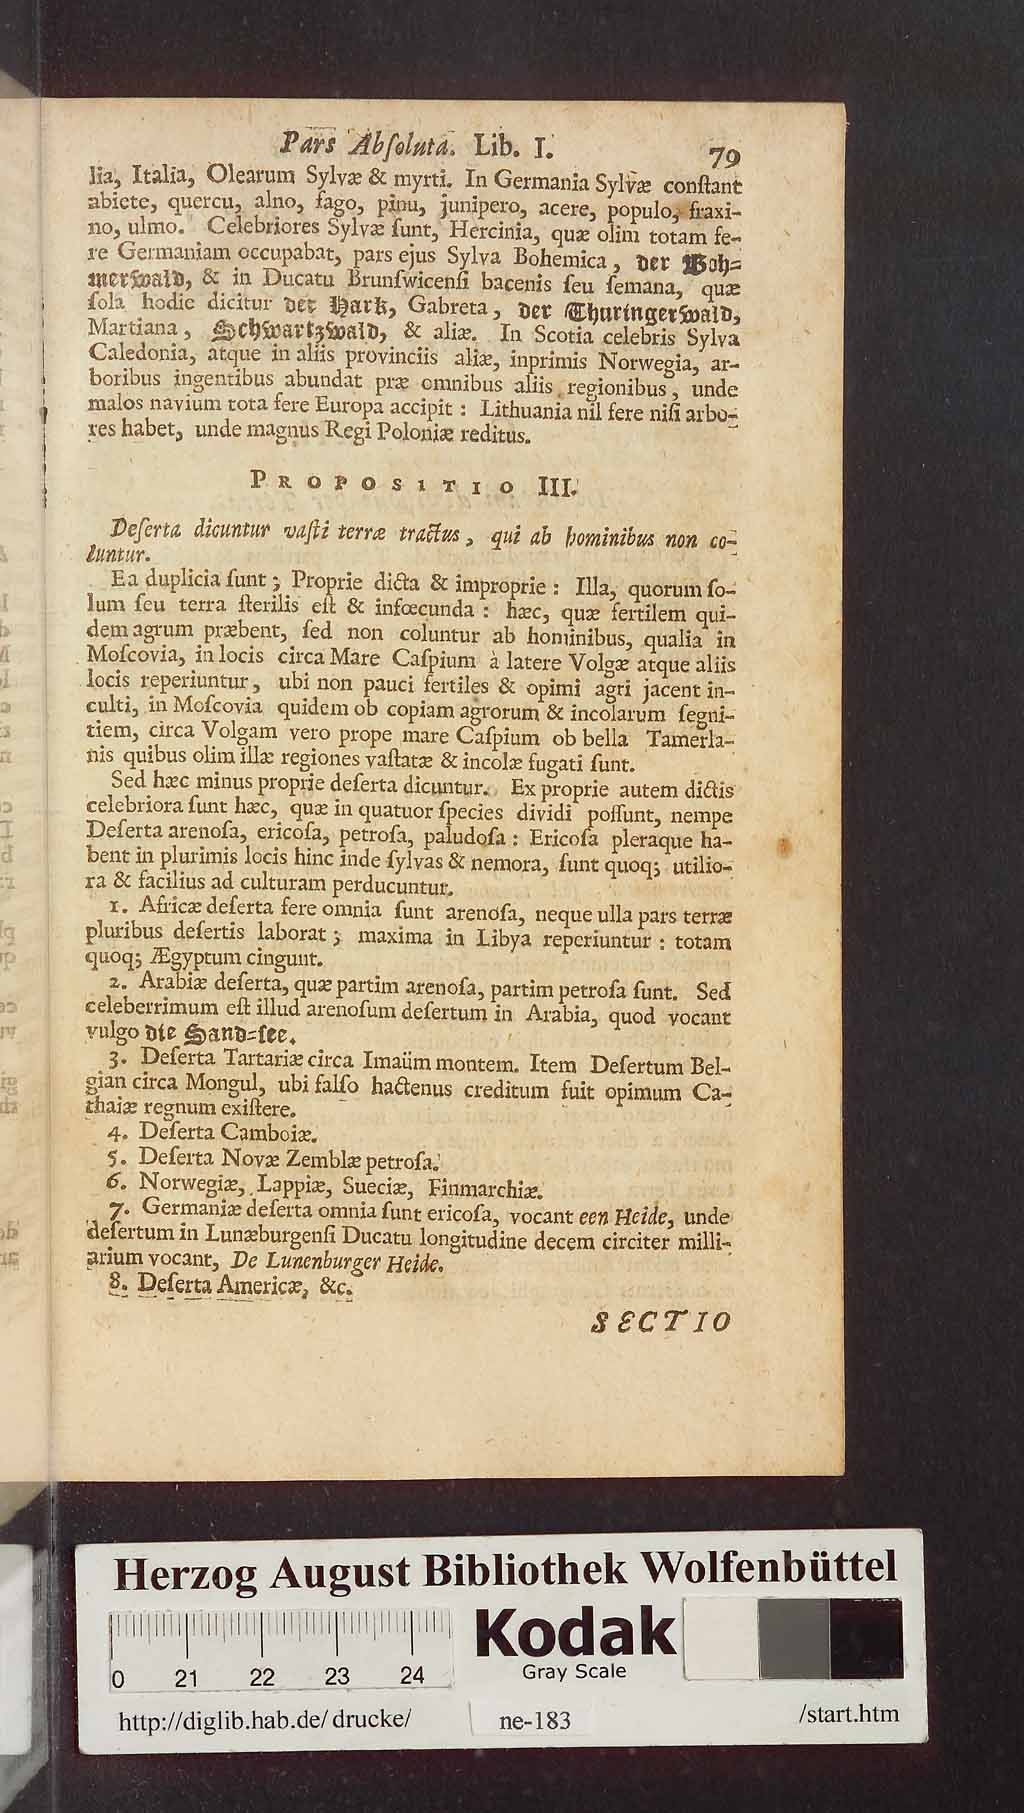 Pars Abſoluta. Lib. I. 79
lia, Italia, Olearum Sylvæ & myrti. In Germania Sylvæ conſtant
abiete, quercu, alno, fago, pinu, junipero, acere, populo, fraxi-
no, ulmo. Celebriores Sylvæ ſunt, Hercinia, quæ olim totam fe-
re Germaniam occupabat, pars ejus Sylva Bohemica, der Boh-
merwald, & in Ducatu Brunſwicenſi bacenis ſeu ſemana, quæ
ſola hodie dicitur der Hartz, Gabreta, der Thuringerwald,
Martiana, Schwartzwald, & aliæ. In Scotia celebris Sylva
Caledonia, atque in aliis provinciis aliæ, inprimis Norwegia, ar-
boribus ingentibus abundat præ omnibus aliis regionibus, unde
malos navium tota fere Europa accipit: Lithuania nil fere niſi arbo-
res habet, unde magnus Regi Poloniæ reditus.
PROPOSITIO III.
Deſerta dicuntur vaſti terræ tractus, qui ab hominibus non co-
luntur.
Ea duplicia ſunt; Proprie dicta & improprie: Illa, quorum ſo-
lum ſeu terra ſterilis eſt & infœcunda: hæc, quæ fertilem qui-
dem agrum præbent, ſed non coluntur ab hominibus, qualia in
Moſcovia, in locis circa Mare Caſpium à latere Volgæ atque aliis
locis reperiuntur, ubi non pauci fertiles & opimi agri jacent in-
culti, in Moſcovia quidem ob copiam agrorum & incolarum ſegni-
tiem, circa Volgam vero prope mare Caſpium ob bella Tamerla-
nis quibus olim illæ regiones vaſtatæ & incolæ fugati ſunt.
Sed hæc minus proprie deſerta dicuntur. Ex proprie autem dictis
celebriora ſunt hæc, quæ in quatuor ſpecies dividi poſſunt, nempe
Deſerta arenoſa, ericoſa, petroſa, paludoſa: Ericoſa pleraque ha-
bent in plurimis locis hinc inde ſylvas & nemora, ſunt quoq; utilio-
ra & facilius ad culturam perducuntur.
1. Africæ deſerta fere omnia ſunt arenoſa, neque ulla pars terræ
pluribus deſertis laborat; maxima in Libya reperiuntur: totam
quoq; Ægyptum cingunt.
2. Arabiæ deſerta, quæ partim arenoſa, partim petroſa ſunt. Sed
celeberrimum eſt illud arenoſum deſertum in Arabia, quod vocant
vulgo die Sand-ſee.
3. Deſerta Tartariæ circa Imaüm montem. Item Deſertum Bel-
gian circa Mongul, ubi falſo hactenus creditum fuit opimum Ca-
thaiæ regnum exiſtere.
4. Deſerta Camboiæ.
5. Deſerta Novæ Zemblæ petroſa.
6. Norwegiæ, Lappiæ, Sueciæ, Finmarchiæ.
7. Germaniæ deſerta omnia ſunt ericoſa, vocant een Heide, unde
deſertum in Lunæburgenſi Ducatu longitudine decem circiter milli-
arium vocant, De Lunenburger Heide.
8. Deſerta Americæ, &c.
SECTIO
Herzog August Bibliothek Wolfenbüttel
Kodak
Gray Scale
0 21 22 23 24
http://diglib.hab.de/drucke/ ne-183 /start.htm